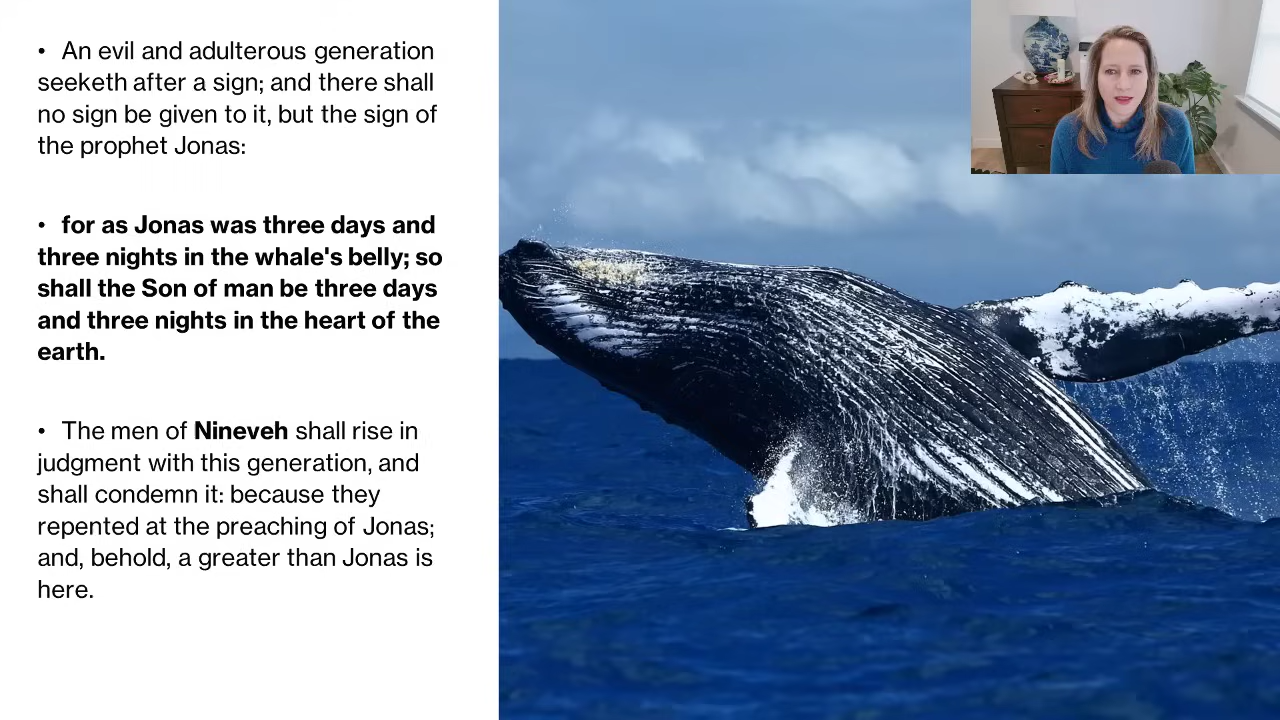 • An evil and adulterous generation
seeketh after a sign; and there shall
no sign be given to it, but the sign of
the prophet Jonas:
• for as Jonas was three days and
three nights in the whale's belly; so
shall the Son of man be three days
and three nights in the heart of the
earth.
• The men of Nineveh shall rise in
judgment with this generation, and
shall condemn it: because they
repented at the preaching of Jonas;
and, behold, a greater than Jonas is
here.